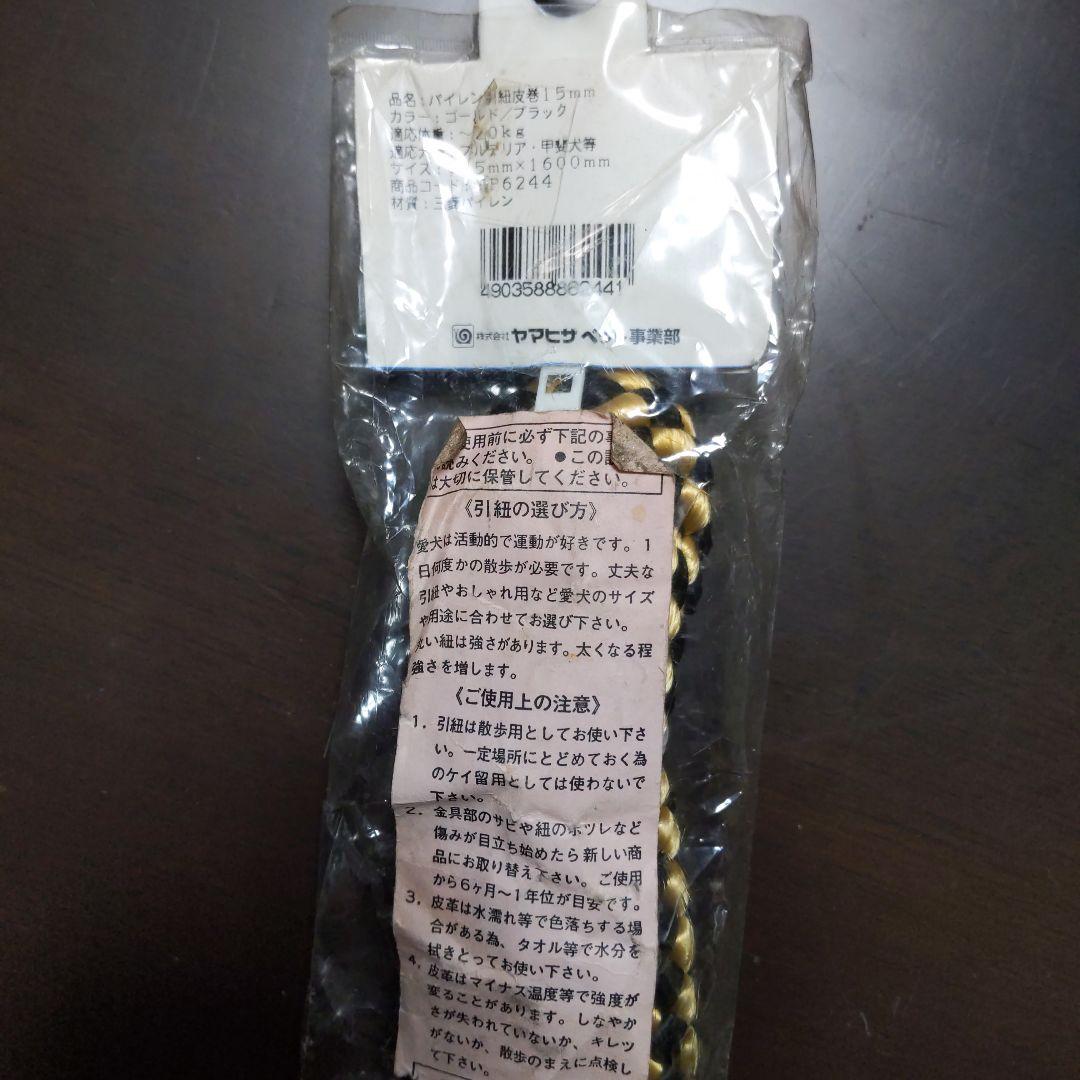 品名：パイレン引紐皮巻15mm
カラー：ゴールド／ブラック
適応体重：～ 0kg
適応犬 ブルテリア・甲斐犬等
サイズ： 5mm×1600mm
商品コード： P6244
材質：三菱パイレン
株式会社 ヤマヒサ ペット事業部
使用前に必ず下記の事
読みください。 ●この説
は大切に保管してください。
《引紐の選び方》
愛犬は活動的で運動が好きです。1
日何度かの散歩が必要です。丈夫な
引紐やおしゃれ用など愛犬のサイズ
や用途に合わせてお選び下さい。
い紐は強さがあります。太くなる程
強さを増します。
《ご使用上の注意》
1．引紐は散歩用としてお使い下さ
い。一定場所にとどめておく為
のケイ留用としては使わないで
下さい。
2．金具部のサビや紐のホツレなど
傷みが目立ち始めたら新しい商
品にお取り替え下さい。ご使用
から6ヶ月～1年位が目安です。
3．皮革は水濡れ等で色落ちする場
合がある為、タオル等で水分を
拭きとってお使い下さい。
4．皮革はマイナス温度等で強度が
変ることがあります。しなやか
さが失われていないか、キレツ
がないか、散歩のまえに点検し
て下さい。